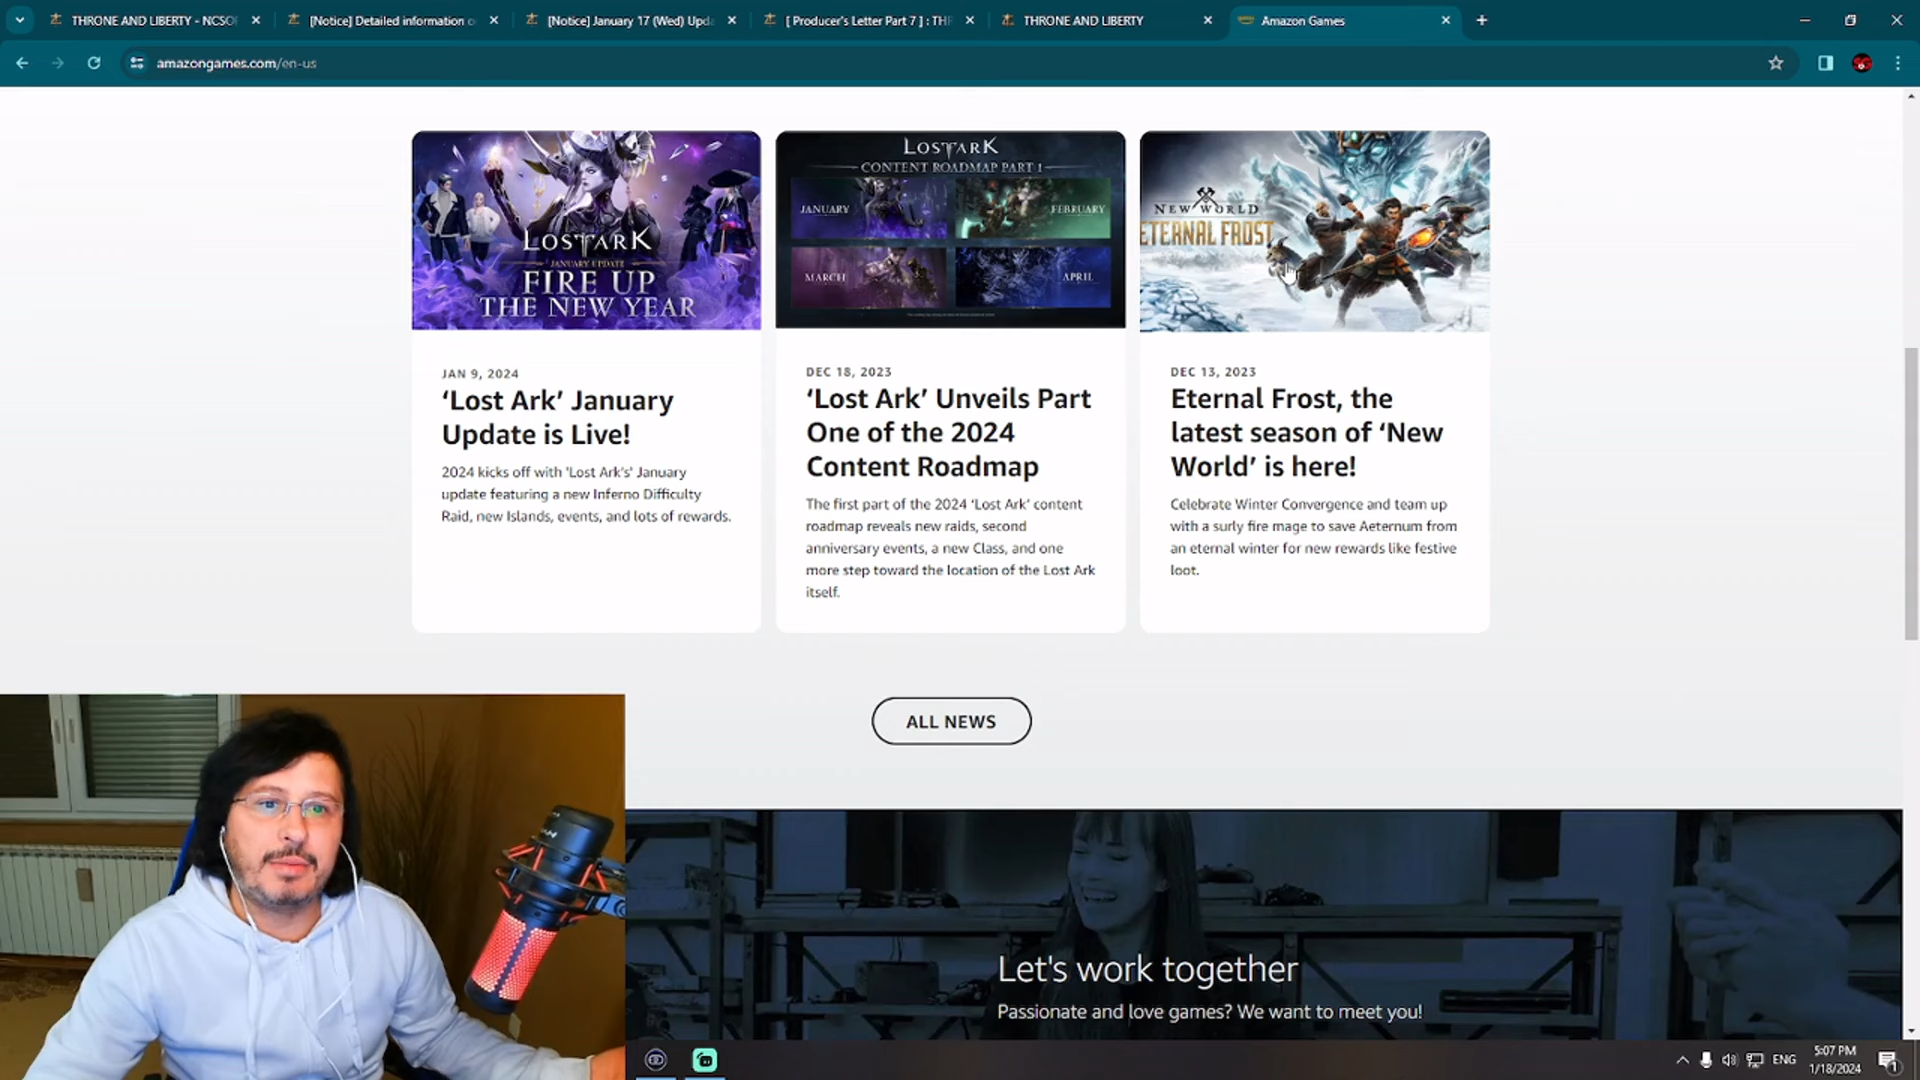 THRONE AND LIBERTY - NCSO
[Notice] Detailed information o
[Notice] January 17 (Wed) Upda
[ Producer's Letter Part 7 ] : THR
THRONE AND LIBERTY
Amazon Games
amazongames.com/en-us
LOST ARK
JANUARY UPDATE
FIRE UP
THE NEW YEAR
LOST ARK
CONTENT ROADMAP PART 1
JANUARY
FEBRUARY
MARCH
APRIL
NEW WORLD
ETERNAL FROST
JAN 9, 2024
‘Lost Ark’ January
Update is Live!
2024 kicks off with 'Lost Ark's' January
update featuring a new Inferno Difficulty
Raid, new Islands, events, and lots of rewards.
DEC 18, 2023
‘Lost Ark’ Unveils Part
One of the 2024
Content Roadmap
The first part of the 2024 ‘Lost Ark’ content
roadmap reveals new raids, second
anniversary events, a new Class, and one
more step toward the location of the Lost Ark
itself.
DEC 13, 2023
Eternal Frost, the
latest season of ‘New
World’ is here!
Celebrate Winter Convergence and team up
with a surly fire mage to save Aeternum from
an eternal winter for new rewards like festive
loot.
ALL NEWS
Let's work together
Passionate and love games? We want to meet you!
ENG
5:07 PM
1/18/2024
1